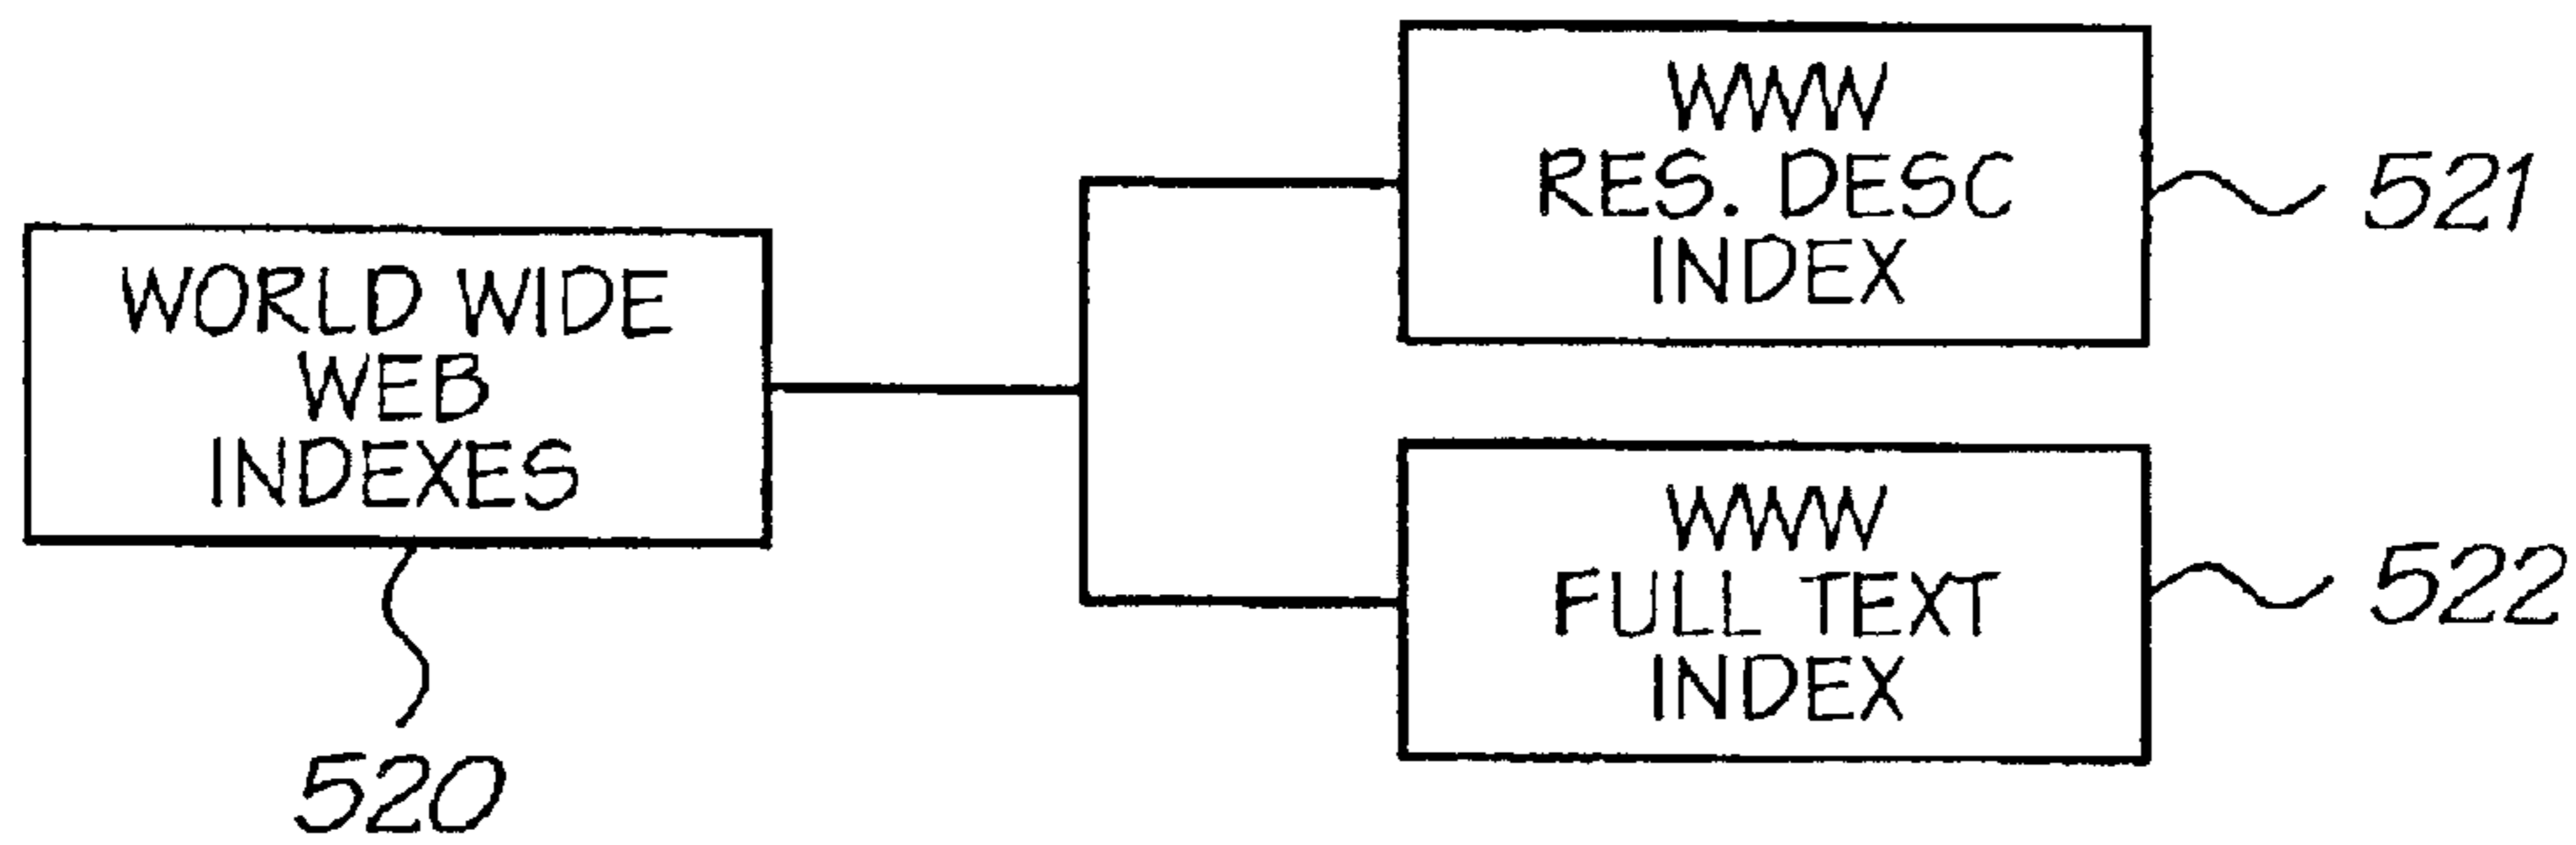 WORLD WIDE
WEB
INDEXES
520
WWW
RES. DESC
INDEX
521
WWW
FULL TEXT
INDEX
522